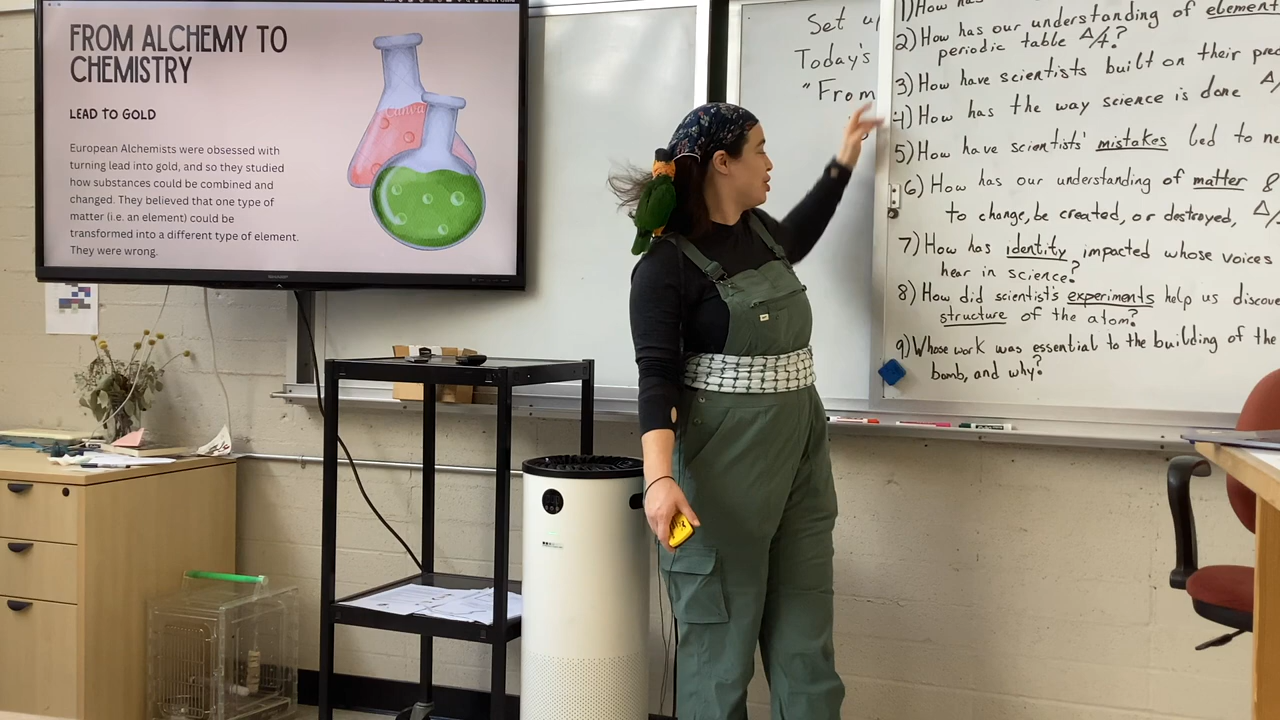 FROM ALCHEMY TO
CHEMISTRY
LEAD TO GOLD
European Alchemists were obsessed with
turning lead into gold, and so they studied
how substances could be combined and
changed. They believed that one type of
matter (i.e. an element) could be
transformed into a different type of element.
They were wrong.
Canva
SHARP
Set
Today's
"From
1) How
2) How has our understanding of element
periodic table Δ/t?
3) How have scientists built on their
4) How has the way science is done
5) How have scientists' mistakes led to
6) How has our understanding of matter &
to change, be created, or destroyed,
7) How has identity impacted whose voices
hear in science?
8) How did scientist's experiments help us
structure of the atom?
9) Whose work was essential to the building of the
bomb, and why?